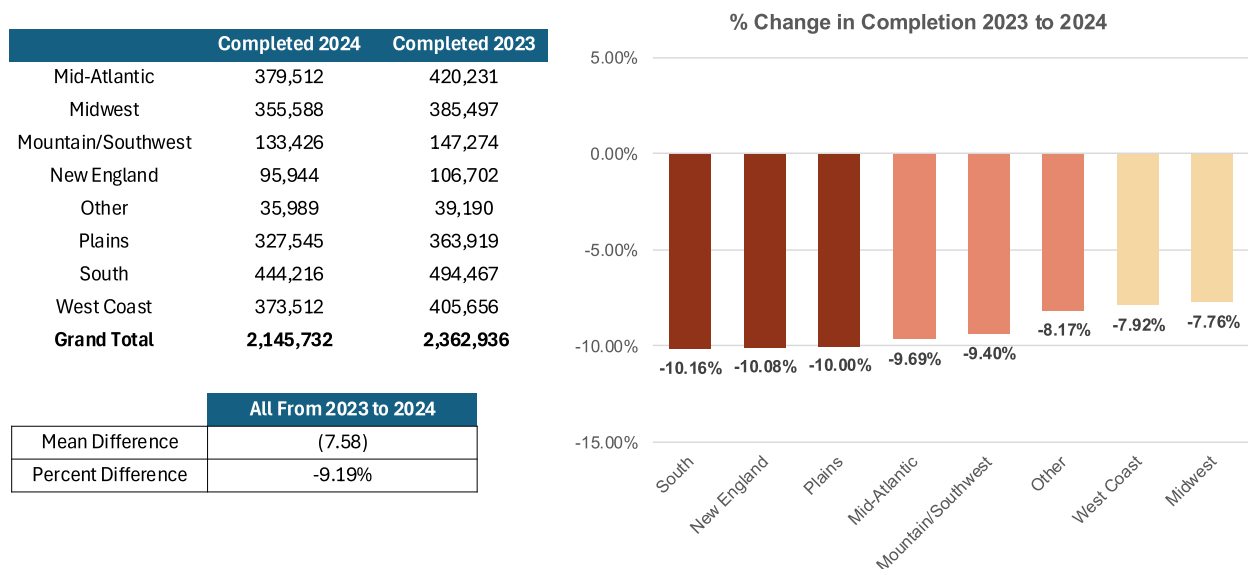 Completed 2024 Completed 2023
Mid-Atlantic 379,512 420,231
Midwest 355,588 385,497
Mountain/Southwest 133,426 147,274
New England 95,944 106,702
Other 35,989 39,190
Plains 327,545 363,919
South 444,216 494,467
West Coast 373,512 405,656
Grand Total 2,145,732 2,362,936
All From 2023 to 2024
Mean Difference (7.58)
Percent Difference -9.19%
% Change in Completion 2023 to 2024
5.00%
0.00%
-5.00%
-10.00%
-15.00%
-10.16% -10.08% -10.00% -9.69% -9.40% -8.17% -7.92% -7.76%
South New England Plains Mid-Atlantic Mountain/Southwest Other West Coast Midwest